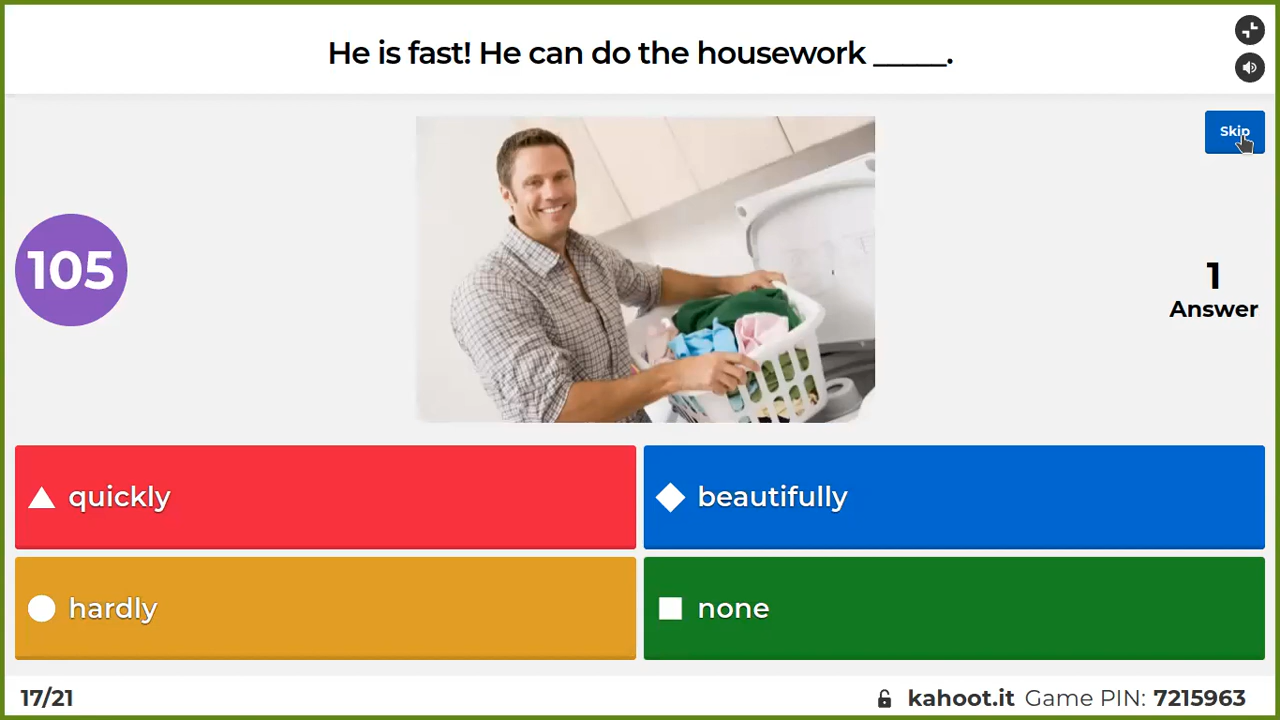 He is fast! He can do the housework _____.
Skip
105
1
Answer
quickly
beautifully
hardly
none
17/21
kahoot.it Game PIN: 7215963